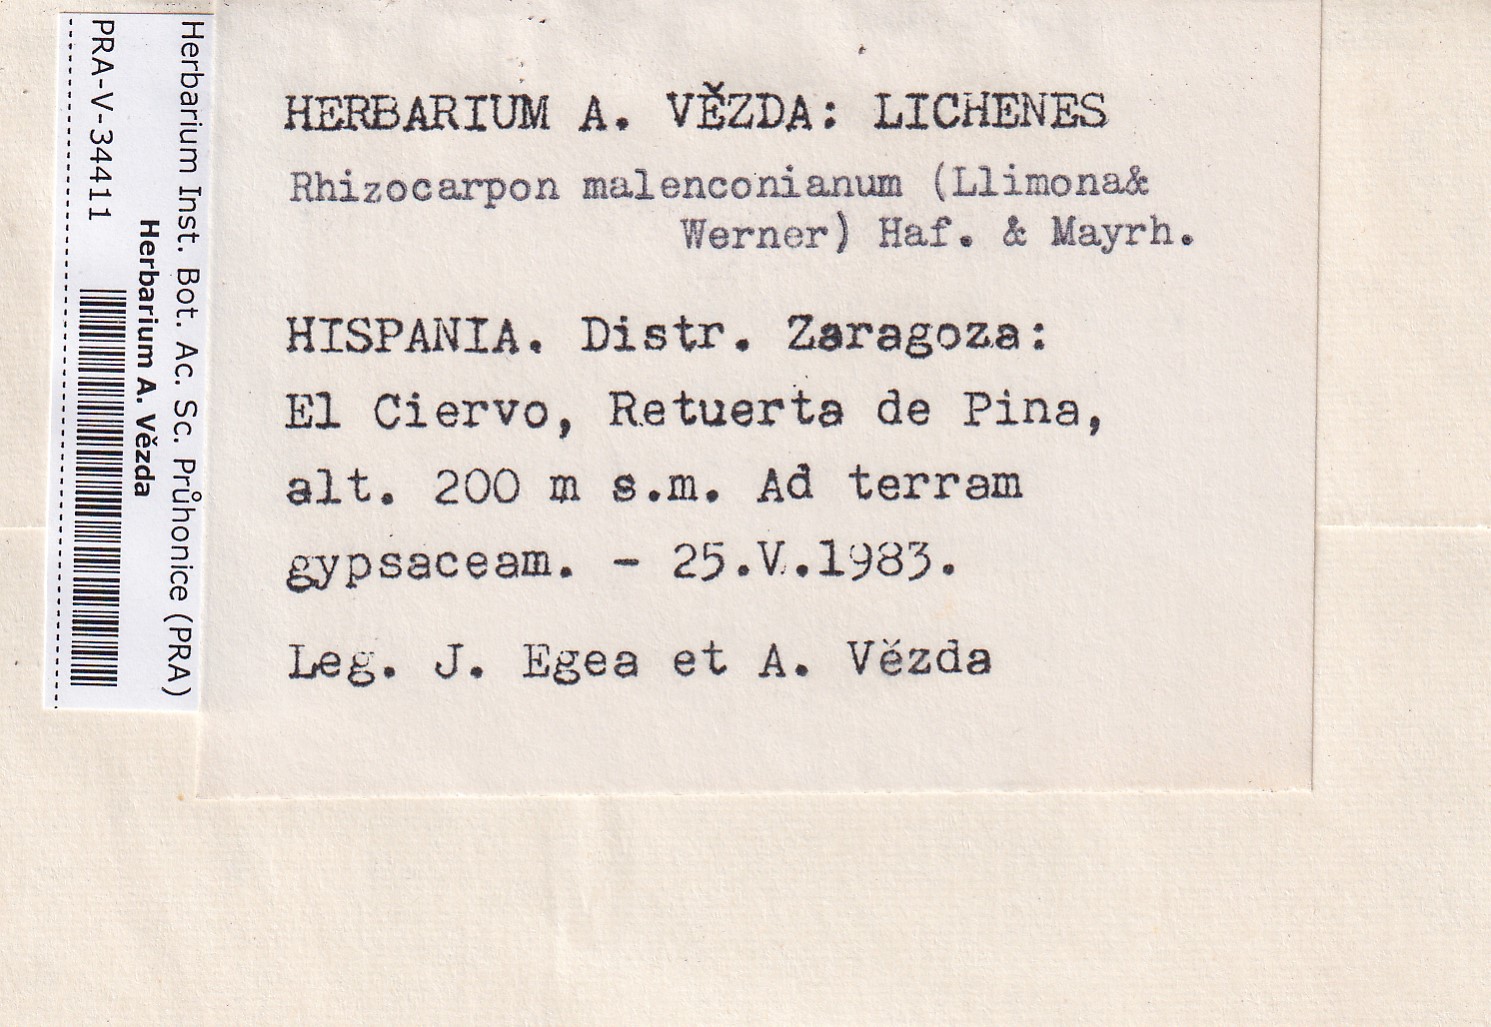 HERBARIUM A. VĚZDA: LICHENES
Rhizocarpon malenconianum (Llimona&
Werner) Haf. & Mayrh.
HISPANIA. Distr. Zaragoza:
El Ciervo, Retuerta de Pina,
alt. 200 m s.m. Ad terram
gypsaceam. - 25.V.1983.
Leg. J. Egea et A. Vězda
Herbarium Inst. Bot. Ac. Sc. Průhonice (PRA)
Herbarium A. Vězda
PRA-V-34411